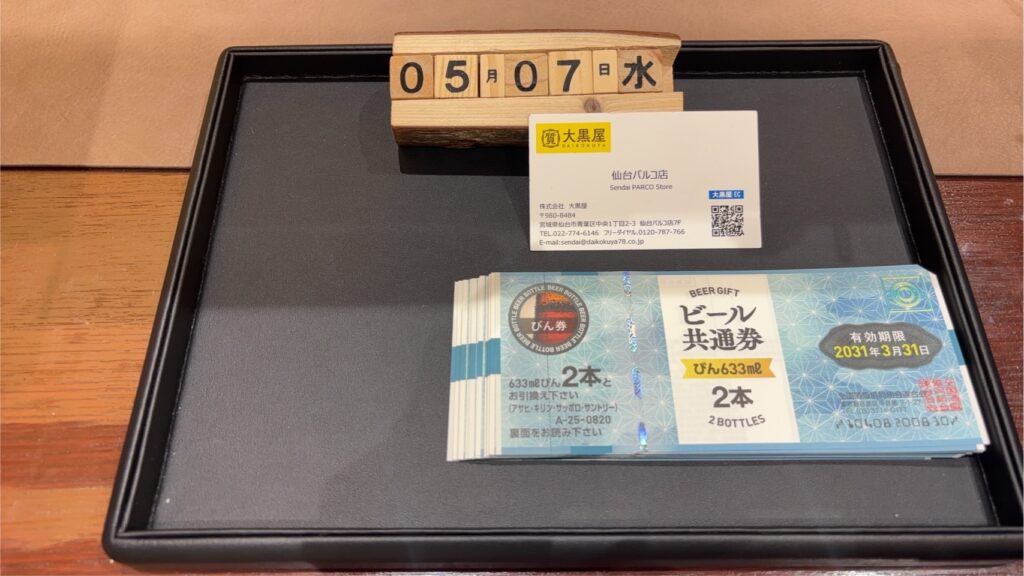 05月07日水
質 大黒屋
DAIKOKUYA
仙台パルコ店
Sendai PARCO Store
大黒屋 EC
株式会社 大黒屋
〒980-8484
宮城県仙台市青葉区中央1丁目2-3 仙台パルコ店7F
TEL.022-774-6146 フリーダイヤル.0120-787-766
E-mail:sendai@daikokuya78.co.jp
BEER BOTTLE BEER BOTTLE BEER BOTTLE
びん券
633mlびん2本と
お引換え下さい
(アサヒ・キリン・サッポロ・サントリー)
A-25-0820
裏面をお読み下さい
BEER GIFT
ビール
共通券
びん633ml
2本
2 BOTTLES
有効期限
2031年3月31日